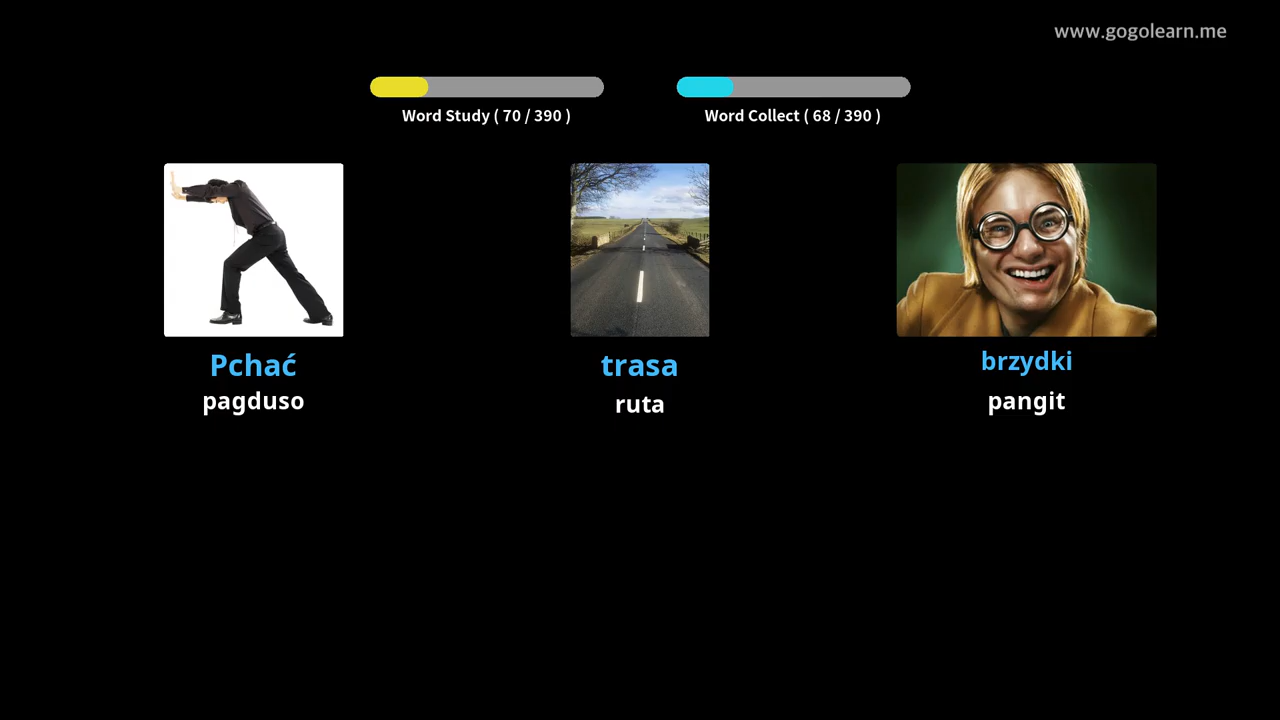 www.gogolearn.me
Word Study ( 70 / 390 )
Word Collect ( 68 / 390 )
Pchać
pagduso
trasa
ruta
brzydki
pangit